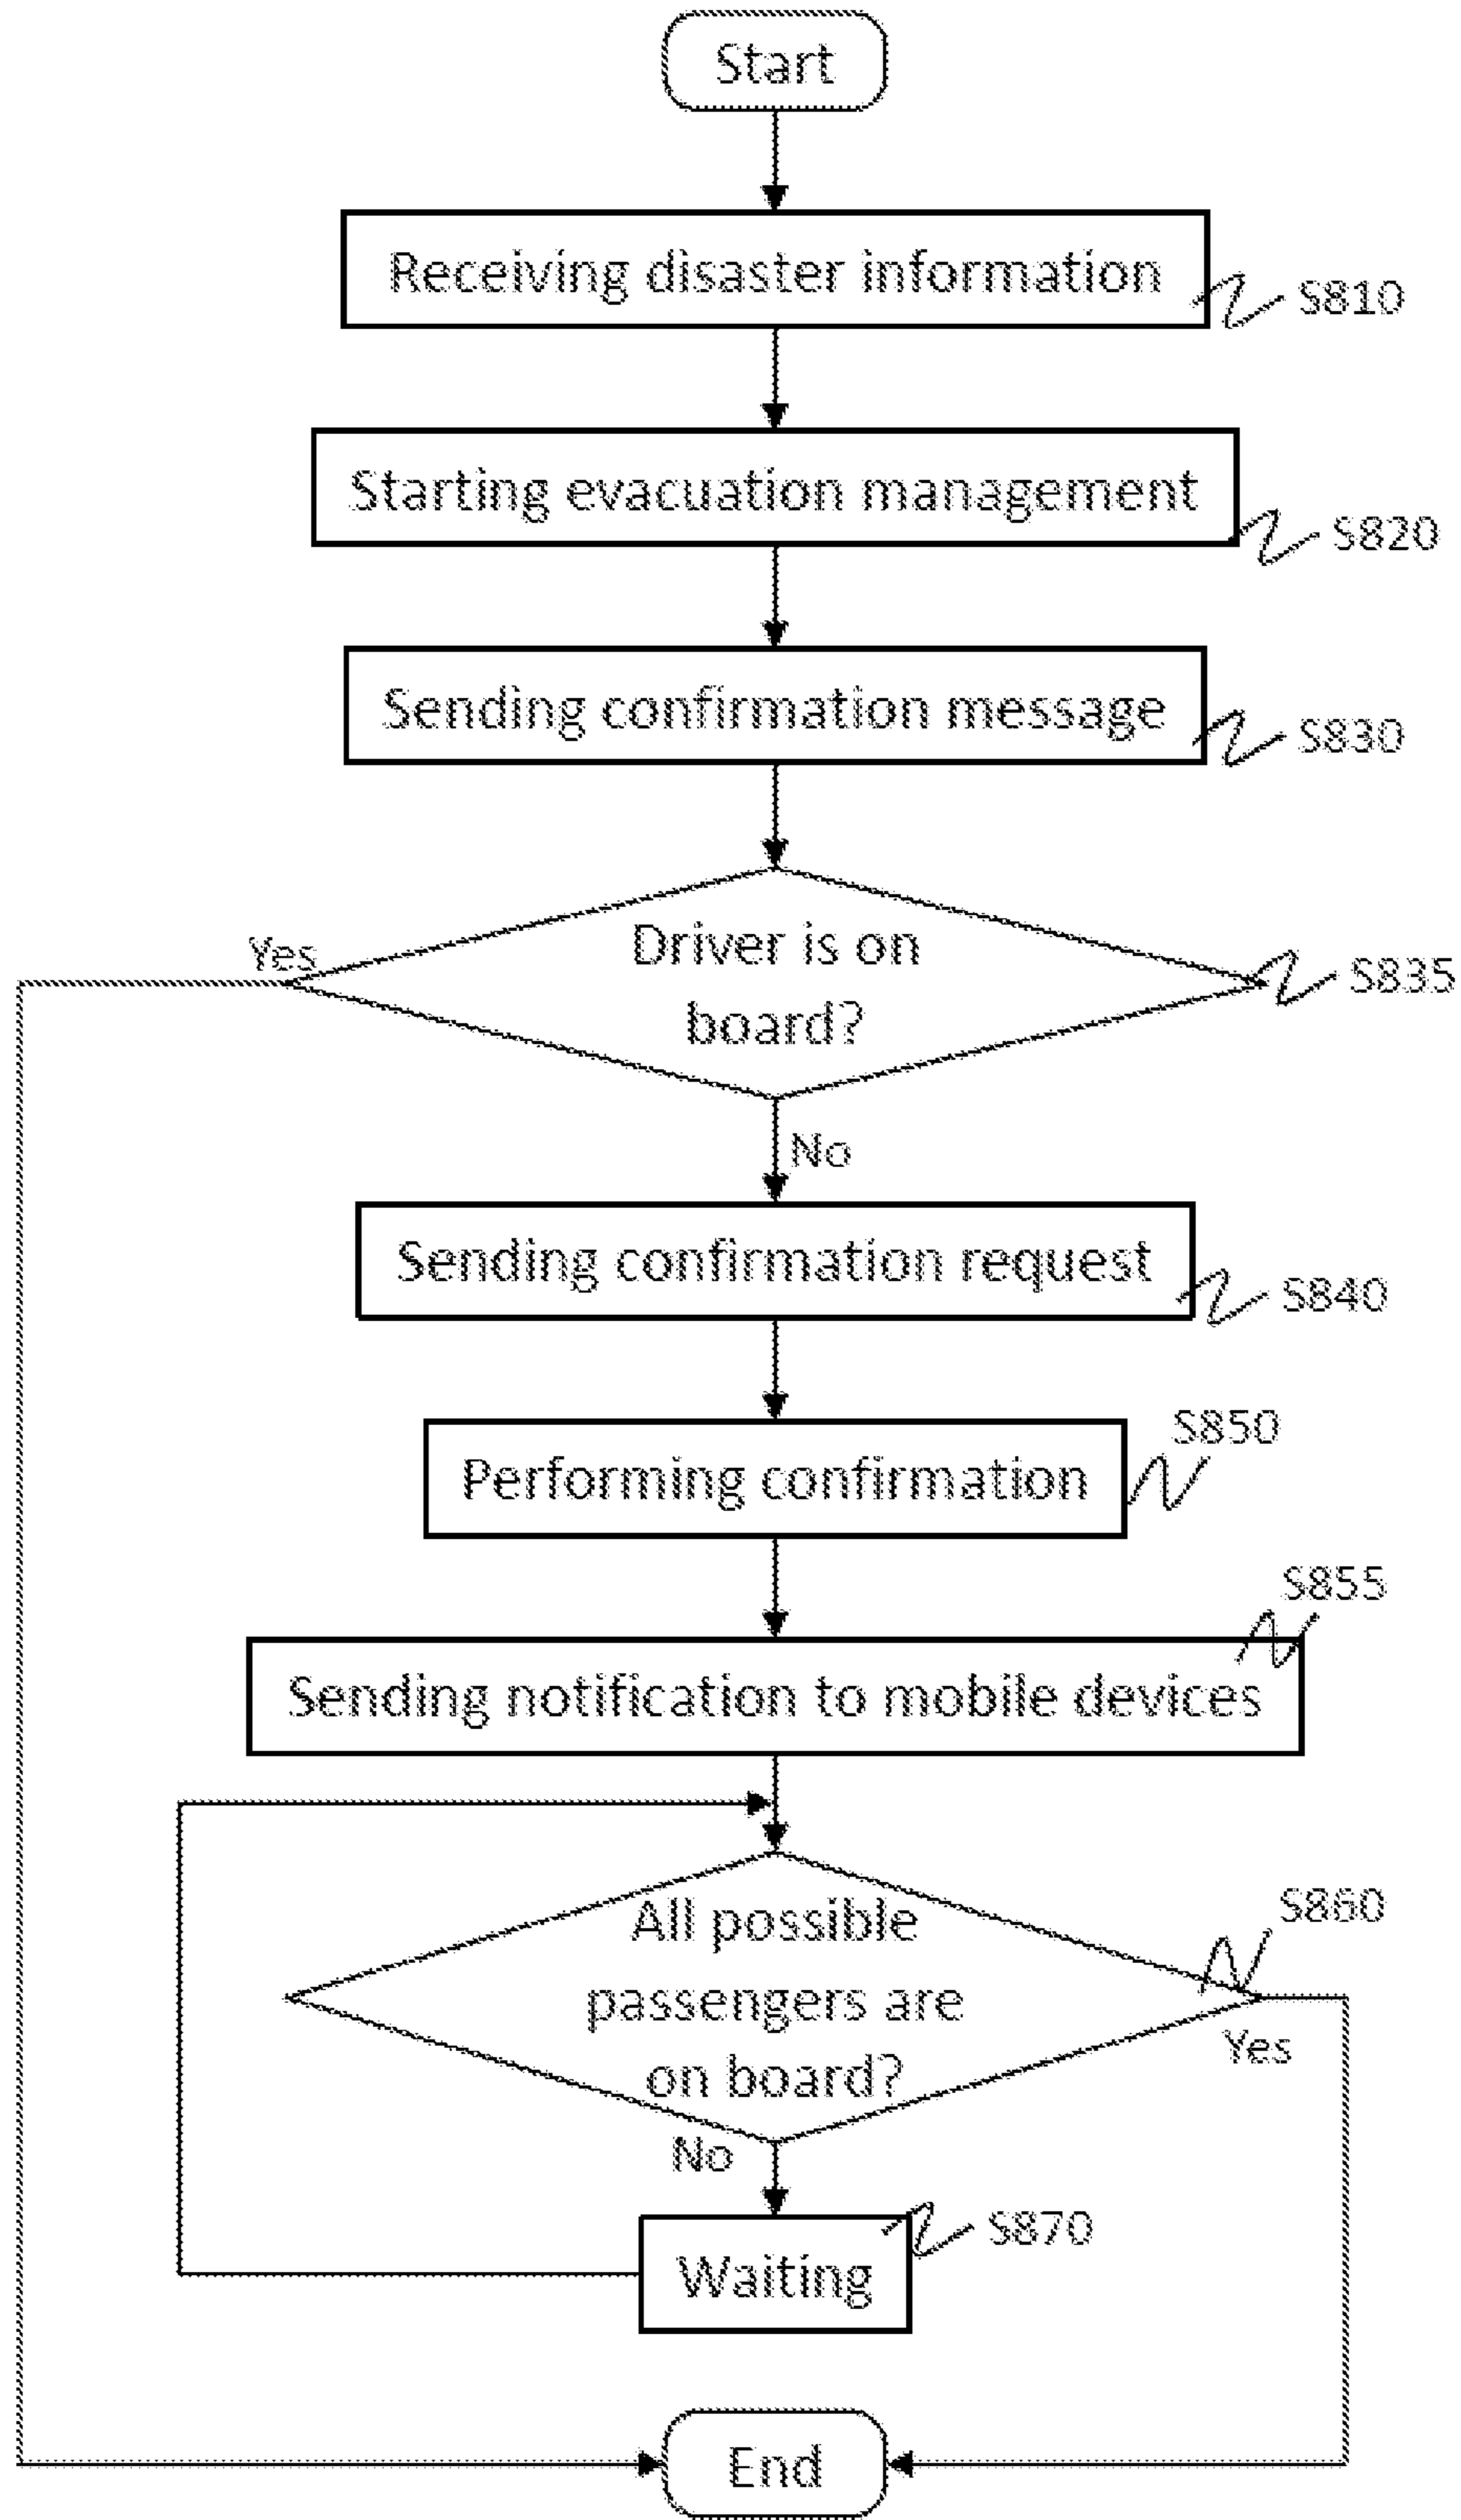 Start
Receiving disaster information
S810
Starting evacuation management
S820
Sending confirmation message
S830
Yes
Driver is on
board?
S835
No
Sending confirmation request
S840
Performing confirmation
S850
S855
Sending notification to mobile devices
All possible
passengers are
on board?
S860
Yes
No
S870
Waiting
End